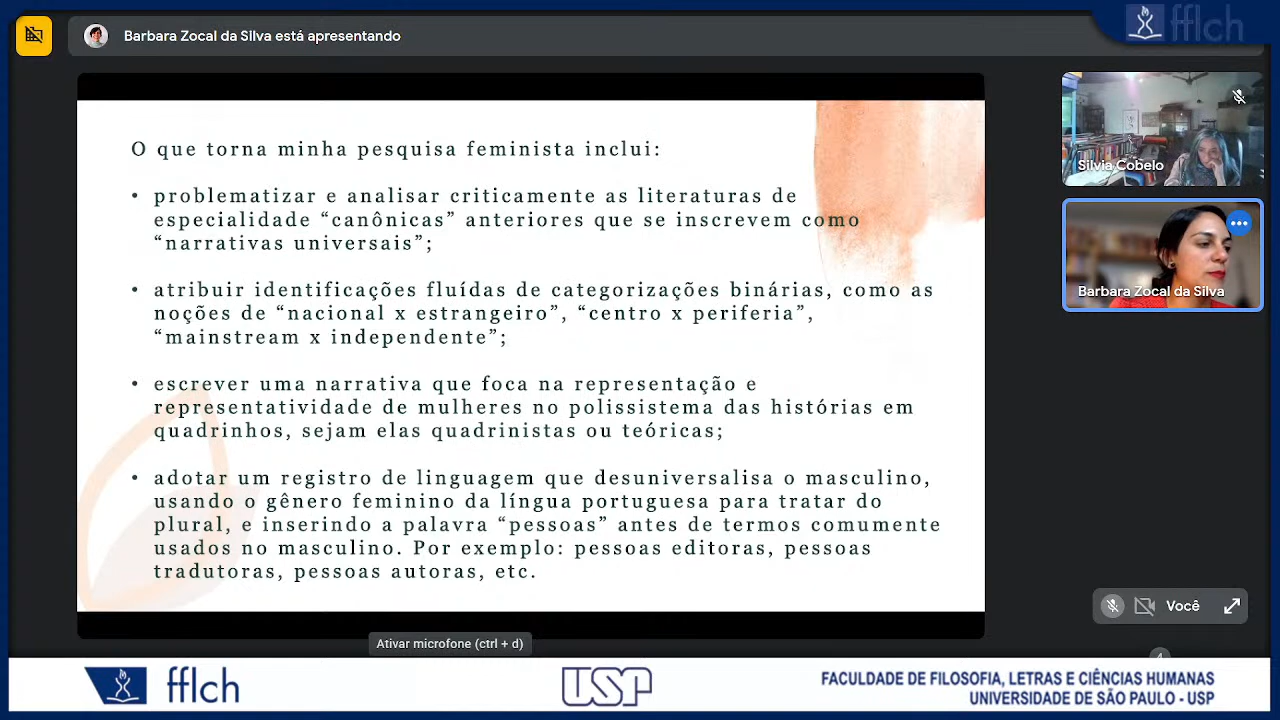 Barbara Zocal da Silva está apresentando
fflch
O que torna minha pesquisa feminista inclui:
• problematizar e analisar criticamente as literaturas de
especialidade “canônicas” anteriores que se inscrevem como
“narrativas universais”;
• atribuir identificações fluídas de categorizações binárias, como as
noções de “nacional x estrangeiro”, “centro x periferia”,
“mainstream x independente”;
• escrever uma narrativa que foca na representação e
representatividade de mulheres no polissistema das histórias em
quadrinhos, sejam elas quadrinistas ou teóricas;
• adotar um registro de linguagem que desuniversalisa o masculino,
usando o gênero feminino da língua portuguesa para tratar do
plural, e inserindo a palavra “pessoas” antes de termos comumente
usados no masculino. Por exemplo: pessoas editoras, pessoas
tradutoras, pessoas autoras, etc.
Silvia Cobelo
Barbara Zocal da Silva
Você
Ativar microfone (ctrl + d)
fflch
USP
FACULDADE DE FILOSOFIA, LETRAS E CIÊNCIAS HUMANAS
UNIVERSIDADE DE SÃO PAULO - USP